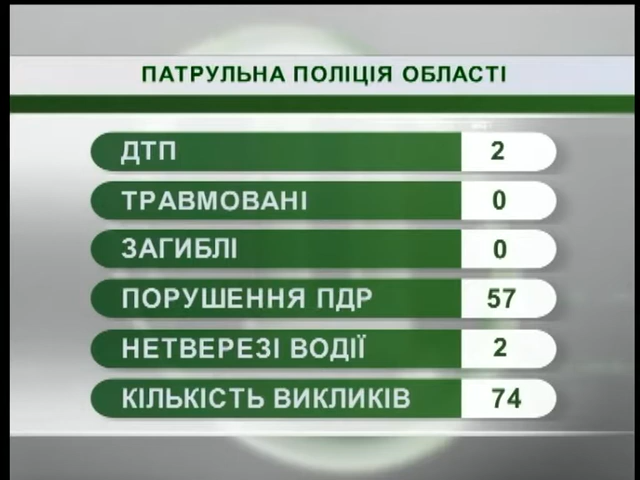 ПАТРУЛЬНА ПОЛІЦІЯ ОБЛАСТІ
ДТП 2
ТРАВМОВАНІ 0
ЗАГИБЛІ 0
ПОРУШЕННЯ ПДР 57
НЕТВЕРЕЗІ ВОДІЇ 2
КІЛЬКІСТЬ ВИКЛИКІВ 74